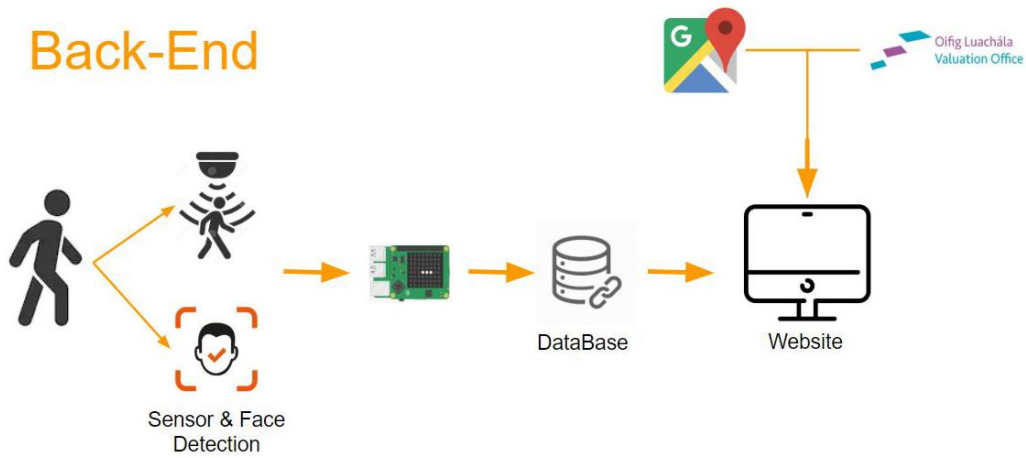 Back-End
G
Oifig Luachála
Valuation Office
DataBase
Website
Sensor & Face
Detection